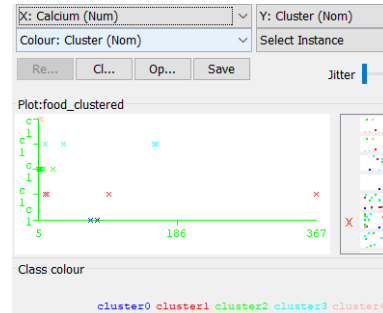 X: Calcium (Num) Y: Cluster (Nom)
Colour: Cluster (Nom) Select Instance
Re... Cl... Op... Save Jitter
Plot:food_clustered
c
l
c
l
c
l
c
l
c
l
5 186 367
Class colour
cluster0 cluster1 cluster2 cluster3 cluster4